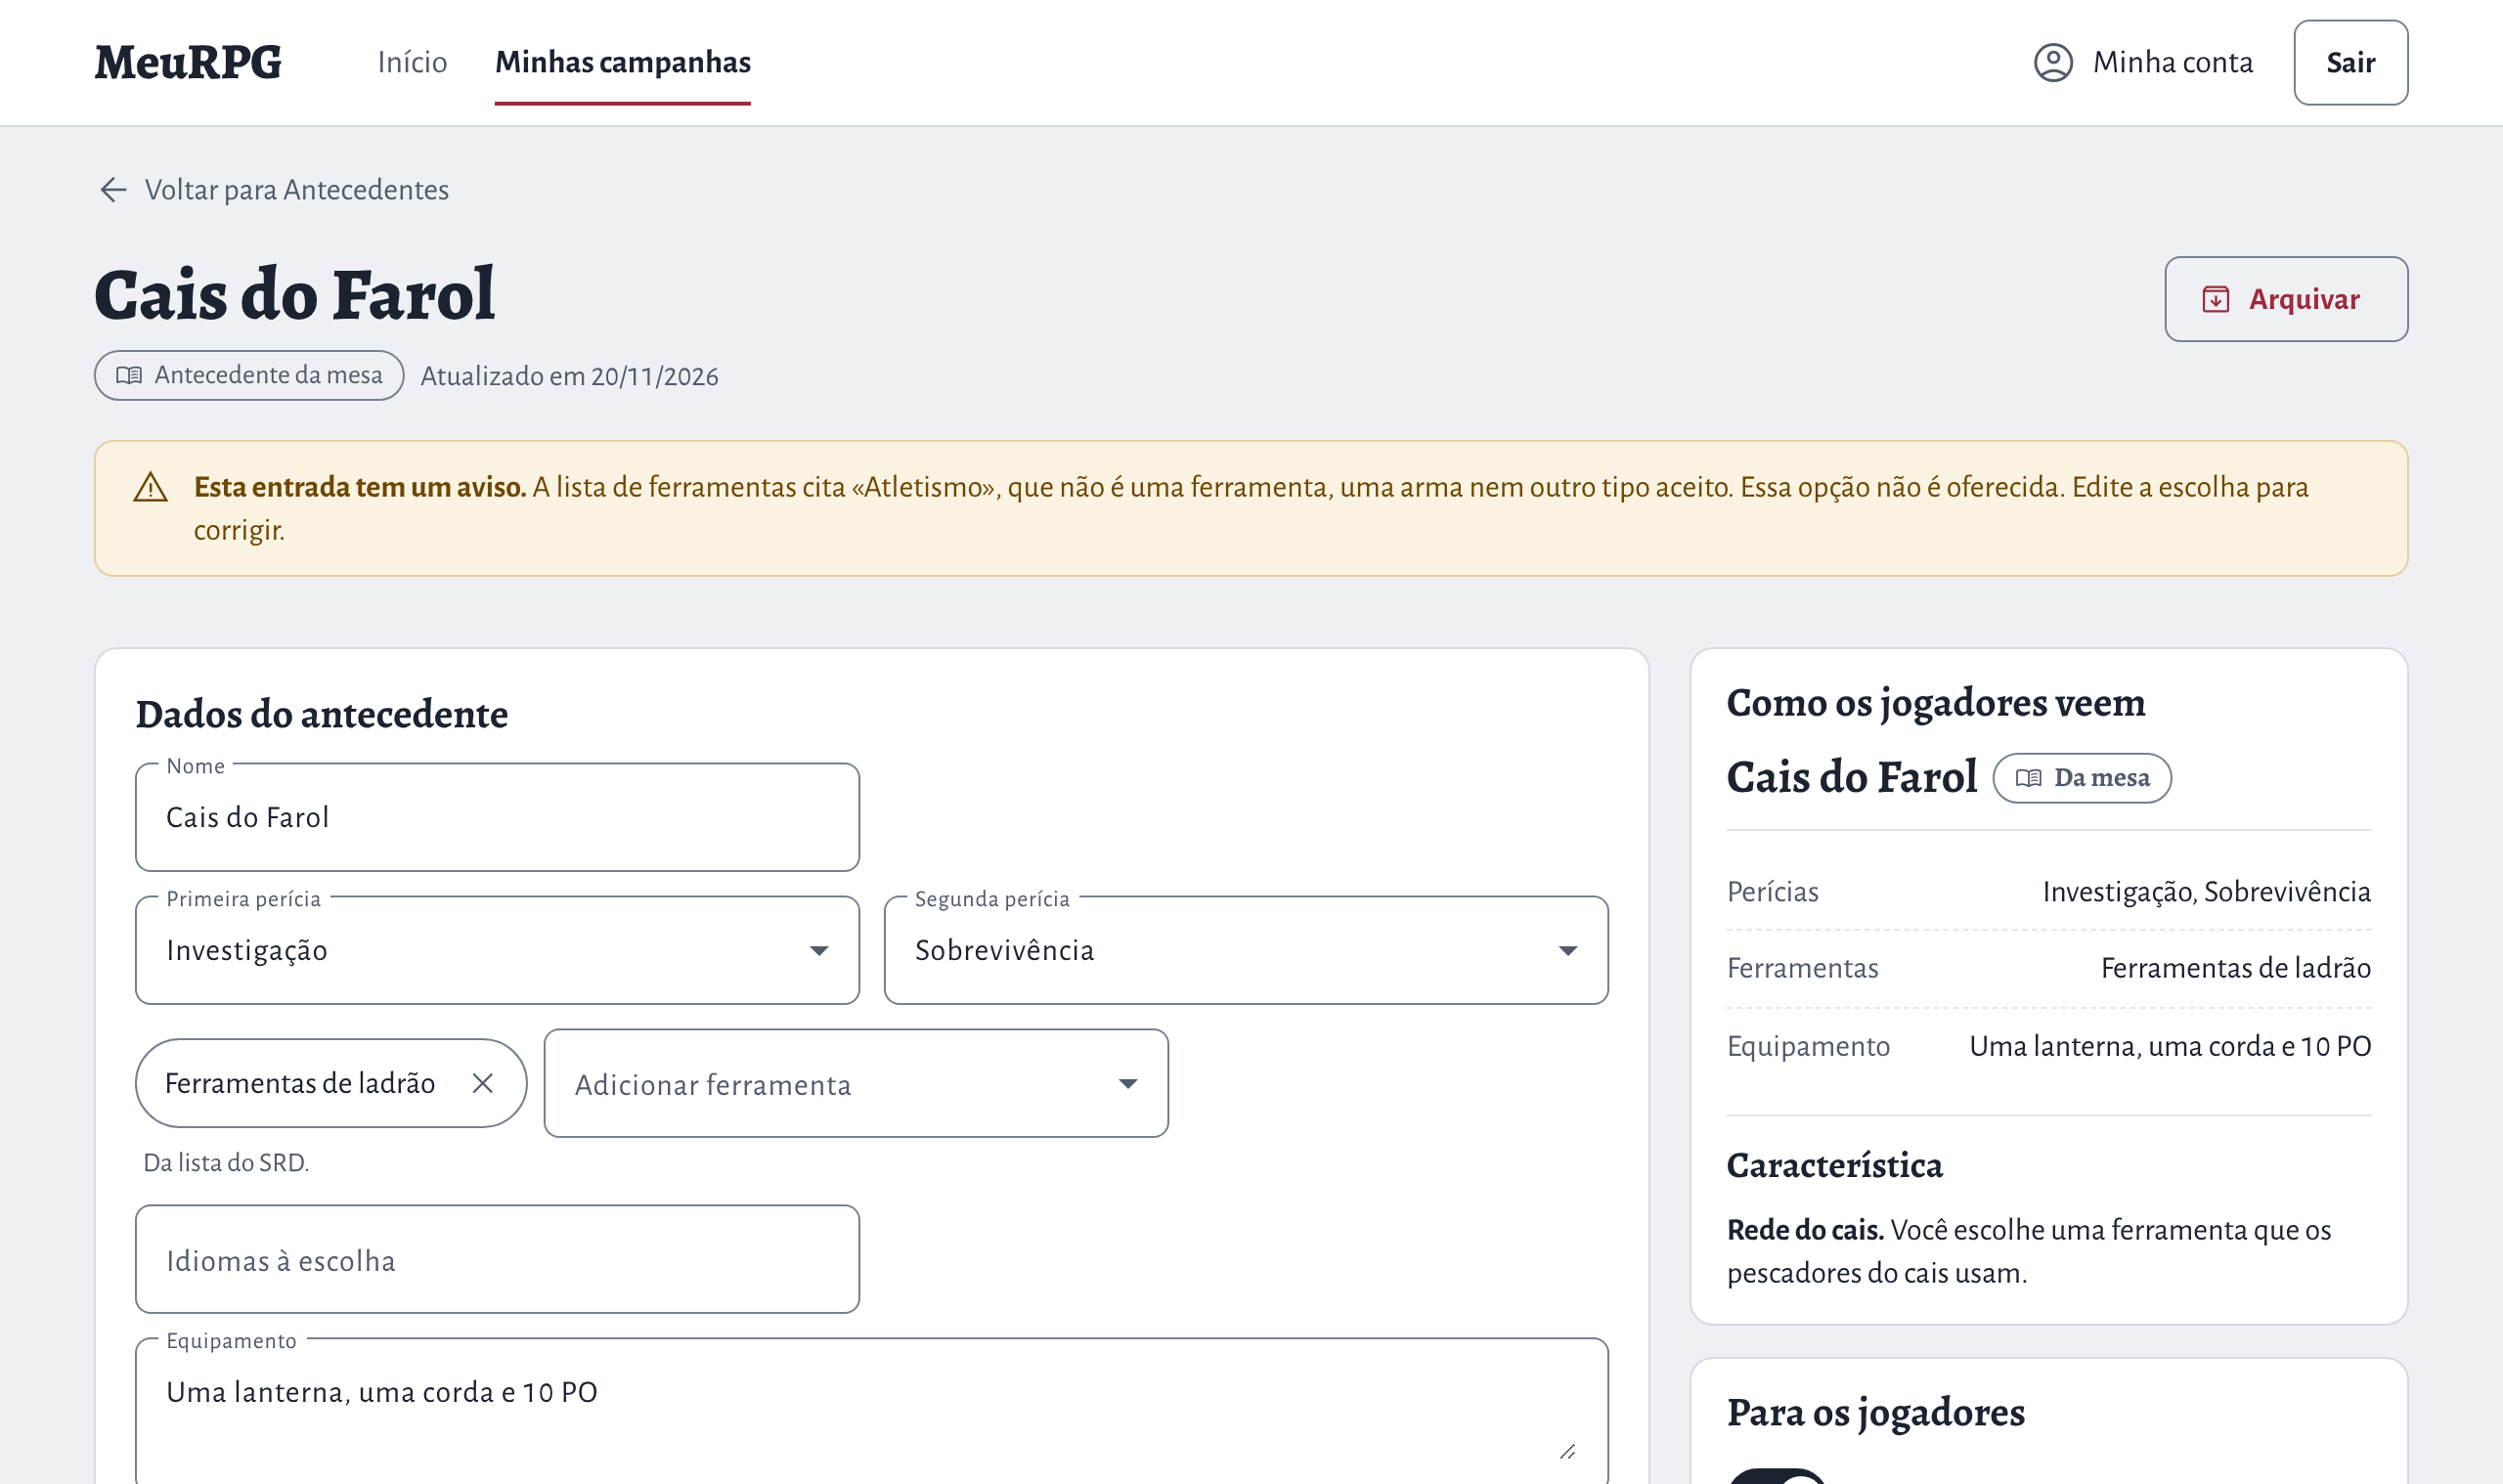 MeuRPG
Início
Minhas campanhas
Minha conta
Sair
Voltar para Antecedentes
Cais do Farol
Arquivar
Antecedente da mesa
Atualizado em 20/11/2026
Esta entrada tem um aviso. A lista de ferramentas cita «Atletismo», que não é uma ferramenta, uma arma nem outro tipo aceito. Essa opção não é oferecida. Edite a escolha para
corrigir.
Dados do antecedente
Nome
Cais do Farol
Primeira perícia
Investigação
Segunda perícia
Sobrevivência
Ferramentas de ladrão
Adicionar ferramenta
Da lista do SRD.
Idiomas à escolha
Equipamento
Uma lanterna, uma corda e 10 PO
Como os jogadores veem
Cais do Farol
Da mesa
Perícias
Investigação, Sobrevivência
Ferramentas
Ferramentas de ladrão
Equipamento
Uma lanterna, uma corda e 10 PO
Característica
Rede do cais. Você escolhe uma ferramenta que os
pescadores do cais usam.
Para os jogadores